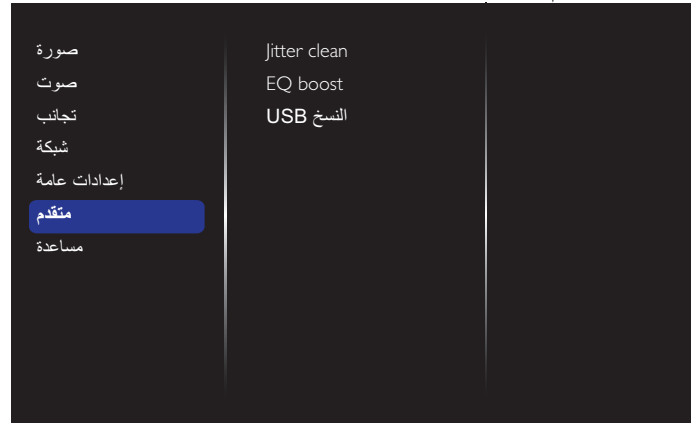 صورة
صوت
تجانب
شبكة
إعدادات عامة
متقدم
مساعدة
Jitter clean
EQ boost
النسخ USB